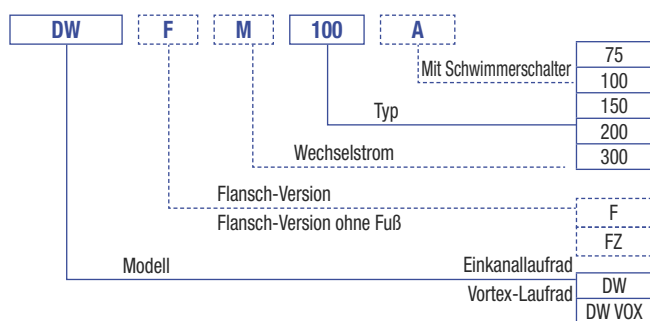 DW F M 100 A
75
Mit Schwimmerschalter
100
150
Typ
200
Wechselstrom
300
Flansch-Version
F
Flansch-Version ohne Fuß
FZ
Modell
Einkanallaufrad
DW
Vortex-Laufrad
DW VOX